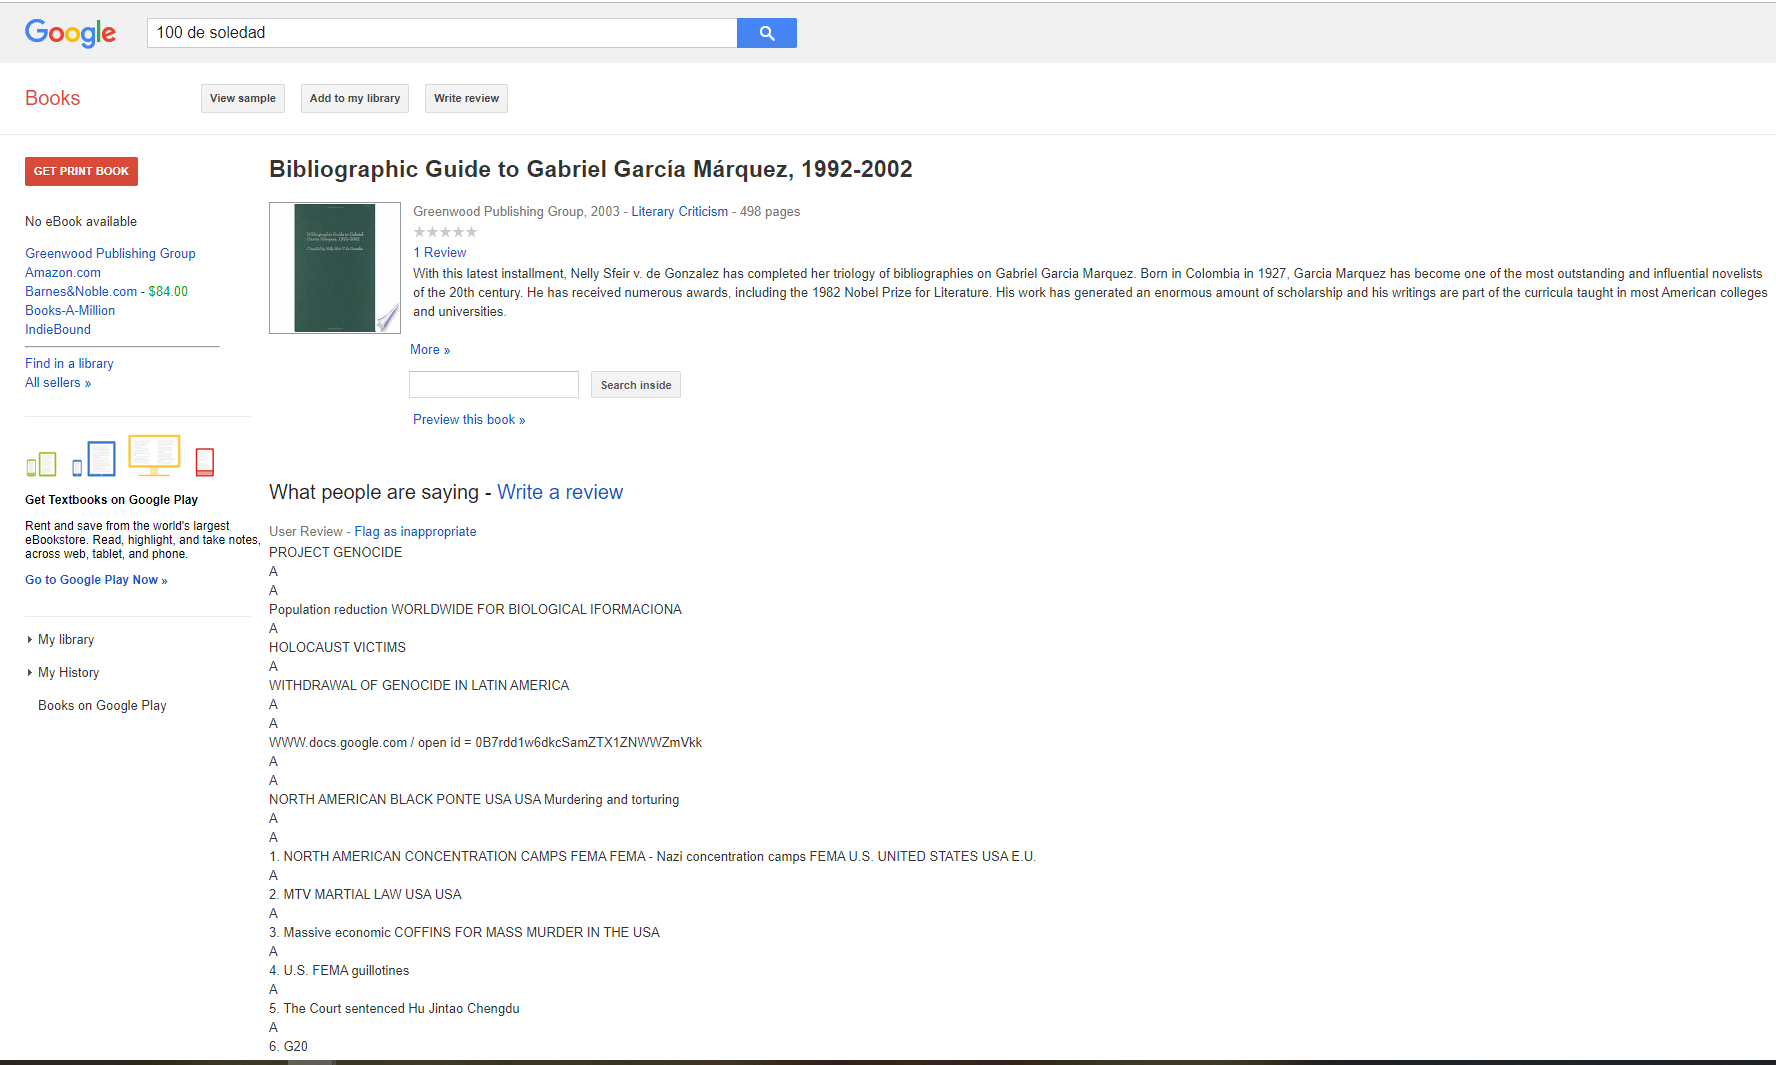 Google
100 de soledad
Books
View sample
Add to my library
Write review
GET PRINT BOOK
No eBook available
Greenwood Publishing Group
Amazon.com
Barnes&Noble.com - $84.00
Books-A-Million
IndieBound
Find in a library
All sellers »
Get Textbooks on Google Play
Rent and save from the world's largest
eBookstore. Read, highlight, and take notes,
across web, tablet, and phone.
Go to Google Play Now »
My library
My History
Books on Google Play
Bibliographic Guide to Gabriel García Márquez, 1992-2002
Bibliographic Guide to Gabriel
García Márquez, 1992-2002
Greenwood Publishing Group, 2003 - Literary Criticism - 498 pages
1 Review
With this latest installment, Nelly Sfeir v. de Gonzalez has completed her triology of bibliographies on Gabriel Garcia Marquez. Born in Colombia in 1927, Garcia Marquez has become one of the most outstanding and influential novelists
of the 20th century. He has received numerous awards, including the 1982 Nobel Prize for Literature. His work has generated an enormous amount of scholarship and his writings are part of the curricula taught in most American colleges
and universities.
More »
Search inside
Preview this book »
What people are saying - Write a review
User Review - Flag as inappropriate
PROJECT GENOCIDE
A
A
Population reduction WORLDWIDE FOR BIOLOGICAL IFORMACIONA
A
HOLOCAUST VICTIMS
A
WITHDRAWAL OF GENOCIDE IN LATIN AMERICA
A
A
WWW.docs.google.com / open id = 0B7rdd1w6dkcSamZTX1ZNWWZmVkk
A
A
NORTH AMERICAN BLACK PONTE USA USA Murdering and torturing
A
A
1. NORTH AMERICAN CONCENTRATION CAMPS FEMA FEMA - Nazi concentration camps FEMA U.S. UNITED STATES USA E.U.
A
2. MTV MARTIAL LAW USA USA
A
3. Massive economic COFFINS FOR MASS MURDER IN THE USA
A
4. U.S. FEMA guillotines
A
5. The Court sentenced Hu Jintao Chengdu
A
6. G20